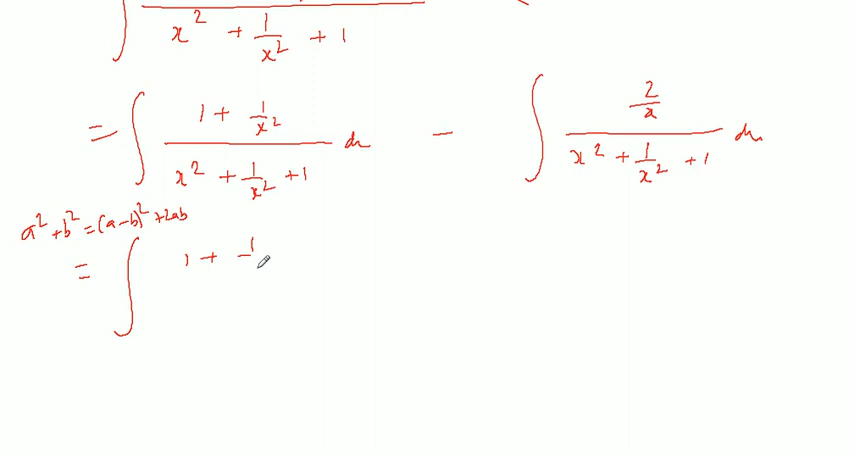 ∫ x² + 1/x² + 1
= ∫ (1 + 1/x²)/(x² + 1/x² + 1) dx - ∫ (2/x)/(x² + 1/x² + 1) dx
a² + b² = (a-b)² + 2ab
= ∫ 1 + 1